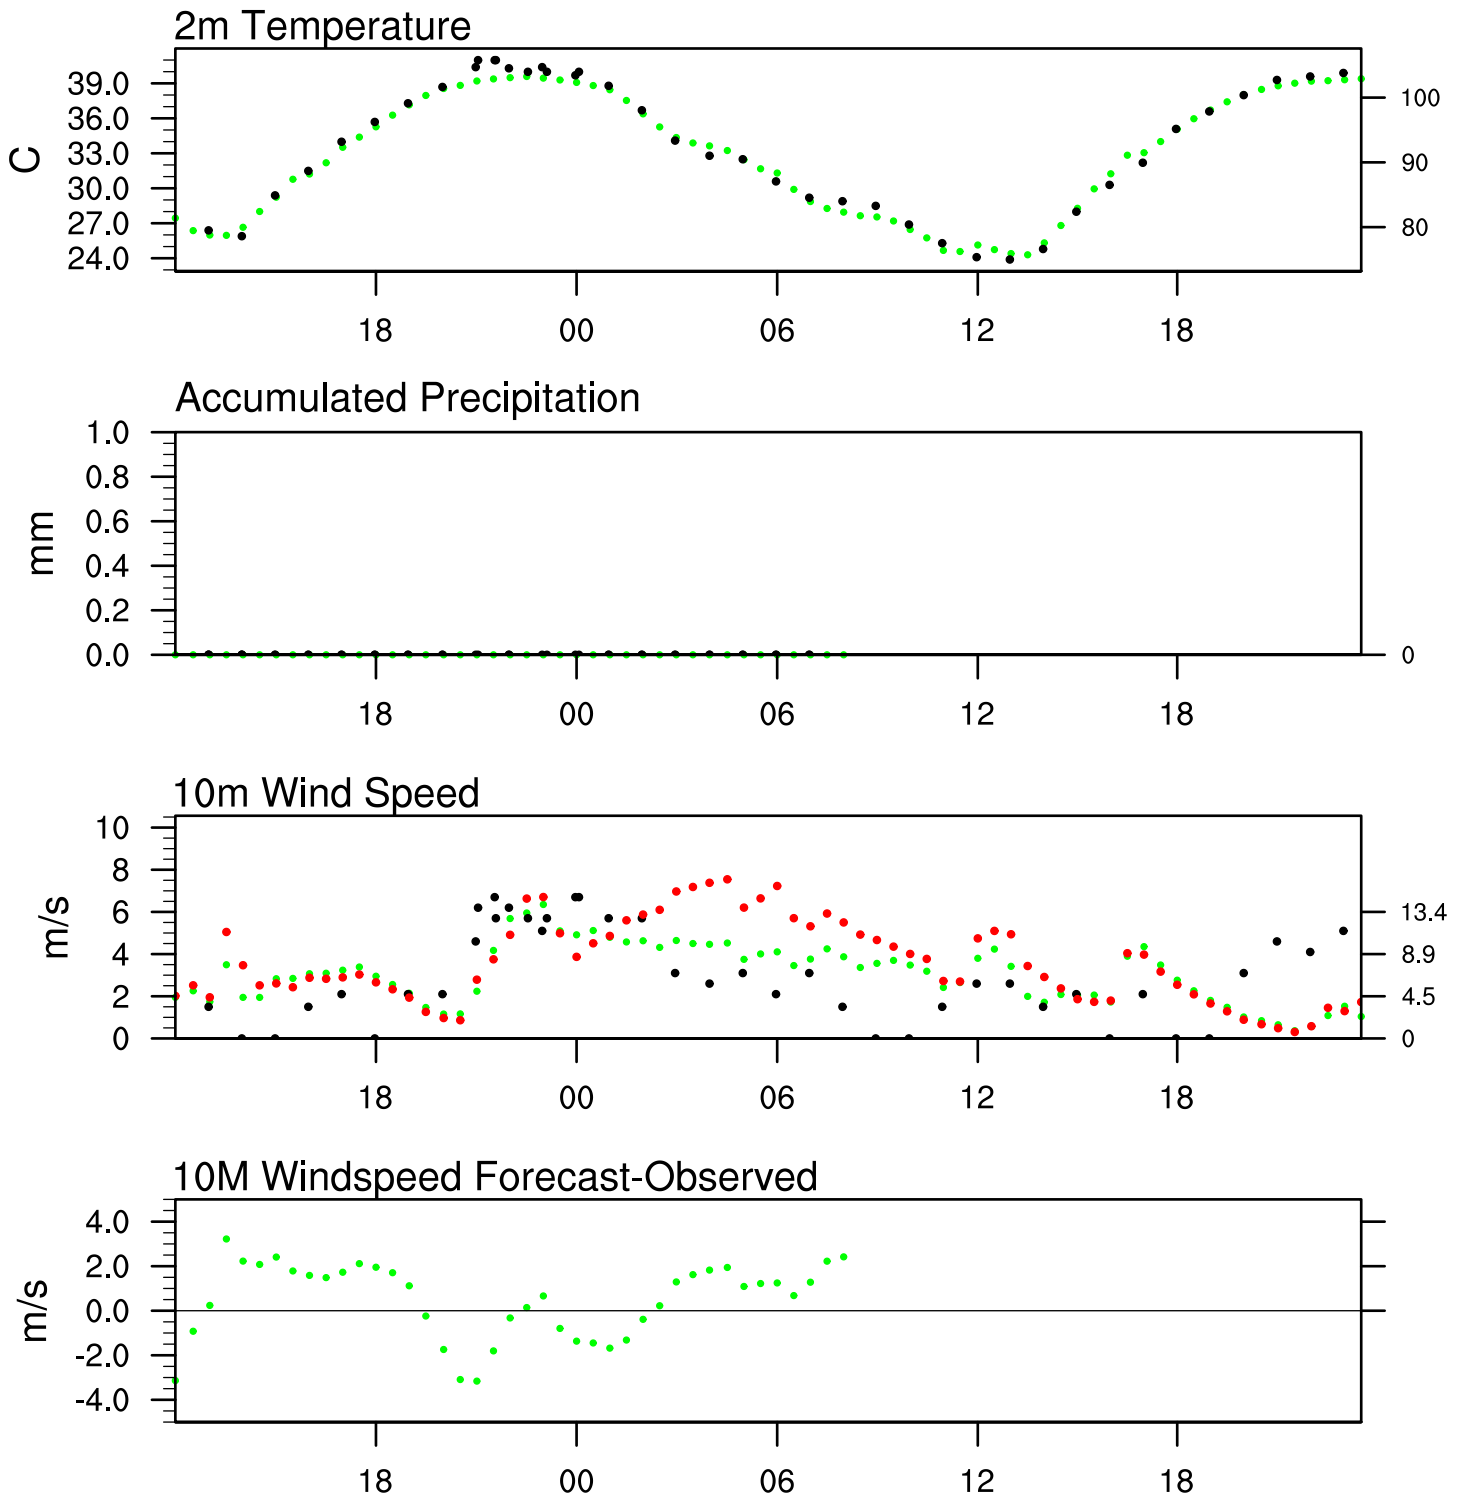 2m Temperature
C
39.0
36.0
33.0
30.0
27.0
24.0
100
90
80
18 00 06 12 18
Accumulated Precipitation
mm
1.0
0.8
0.6
0.4
0.2
0.0
0
18 00 06 12 18
10m Wind Speed
m/s
10
8
6
4
2
0
13.4
8.9
4.5
0
18 00 06 12 18
10M Windspeed Forecast-Observed
m/s
4.0
2.0
0.0
-2.0
-4.0
18 00 06 12 18